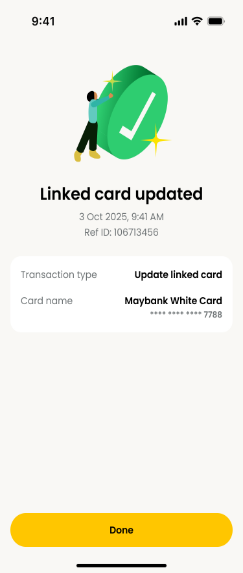 9:41
Linked card updated
3 Oct 2025, 9:41 AM
Ref ID: 106713456
Transaction type Update linked card
Card name Maybank White Card
**** **** **** 7788
Done